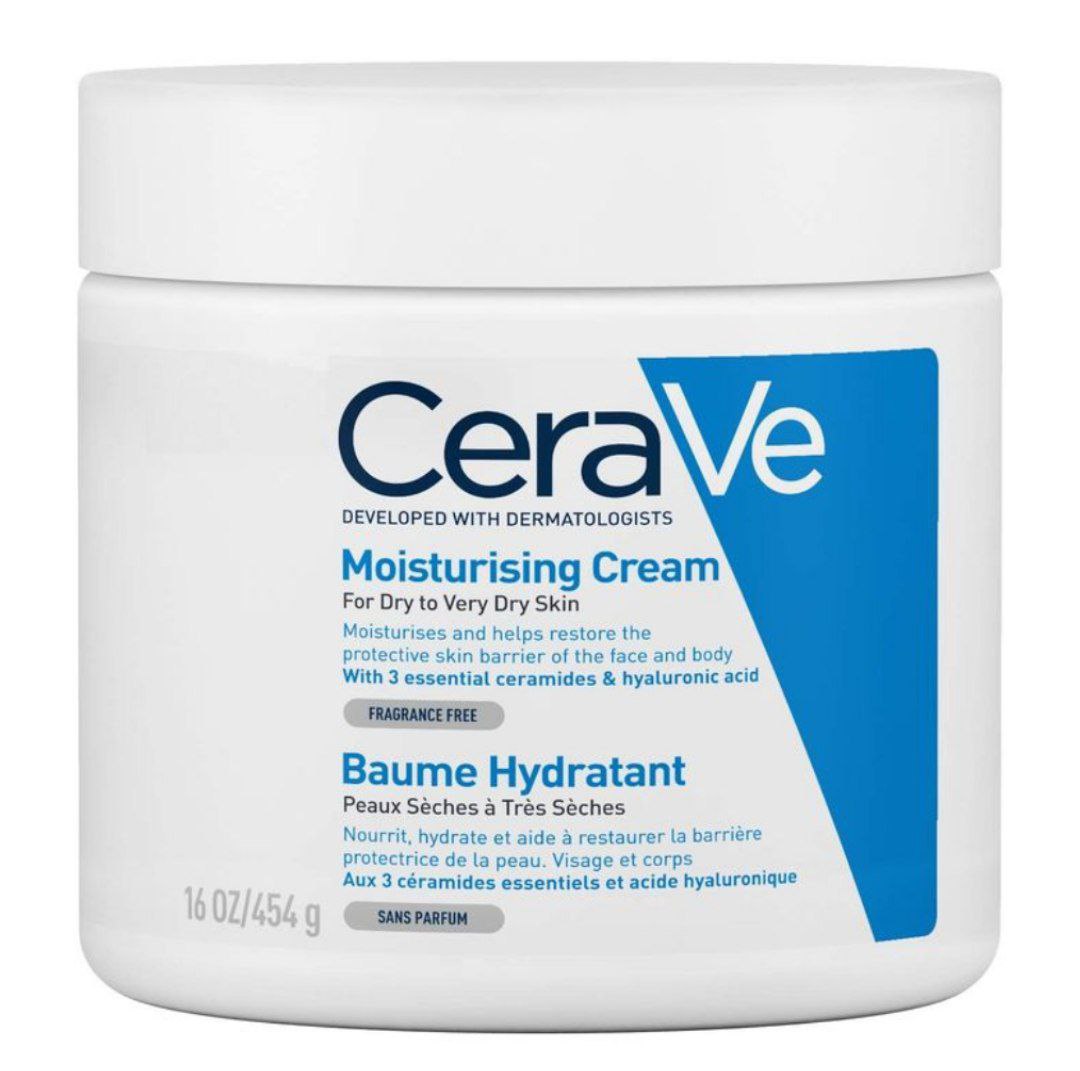 CeraVe
DEVELOPED WITH DERMATOLOGISTS
Moisturising Cream
For Dry to Very Dry Skin
Moisturises and helps restore the
protective skin barrier of the face and body
With 3 essential ceramides & hyaluronic acid
FRAGRANCE FREE
Baume Hydratant
Peaux Sèches à Très Sèches
Nourrit, hydrate et aide à restaurer la barrière
protectrice de la peau. Visage et corps
Aux 3 céramides essentiels et acide hyaluronique
16 OZ/454 g
SANS PARFUM